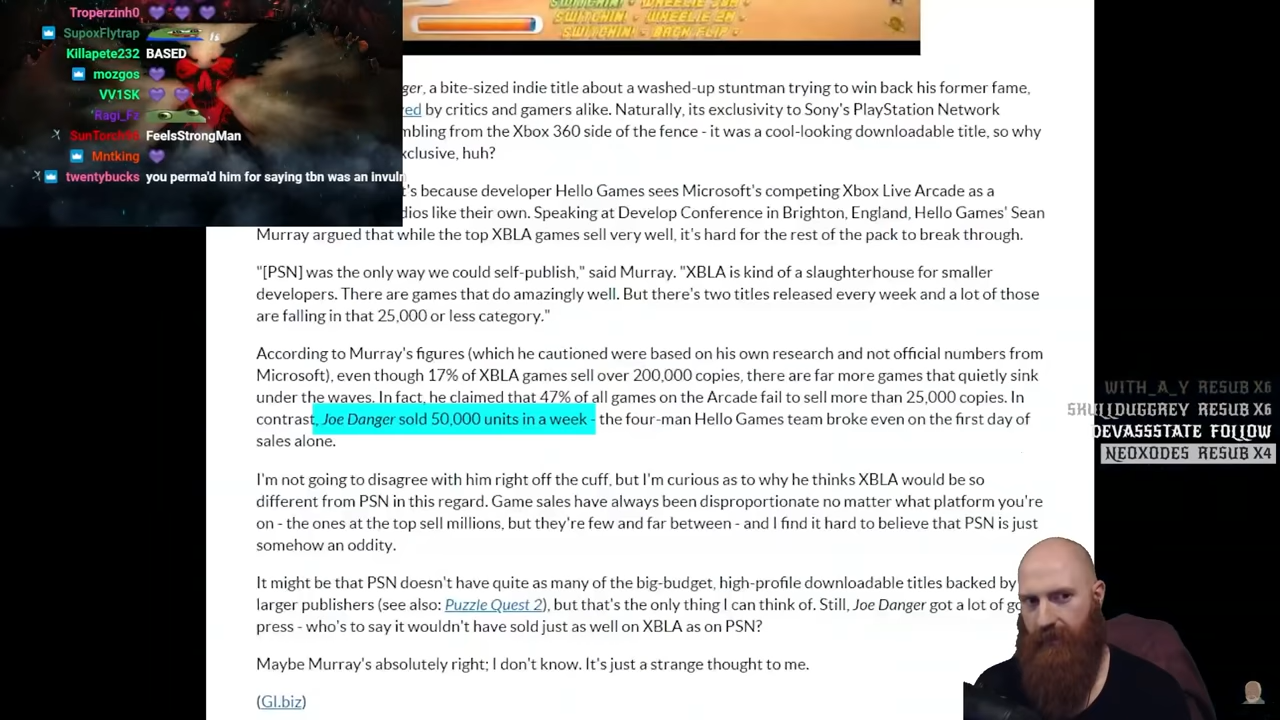 Troperzinh0
SupoxFlytrap
1s
Killapete232 BASED
mozgos
VV1SK
Ragi_Fz
SunTorch96 FeelsStrongMan
Mntking
twentybucks you perma'd him for saying tbn was an invuln
SWITCHIN! WHEELIE 2M
SWITCHIN! BACK FLIP
ger, a bite-sized indie title about a washed-up stuntman trying to win back his former fame,
ed by critics and gamers alike. Naturally, its exclusivity to Sony's PlayStation Network
mbling from the Xbox 360 side of the fence - it was a cool-looking downloadable title, so why
xclusive, huh?
t's because developer Hello Games sees Microsoft's competing Xbox Live Arcade as a
dios like their own. Speaking at Develop Conference in Brighton, England, Hello Games' Sean
Murray argued that while the top XBLA games sell very well, it's hard for the rest of the pack to break through.
"[PSN] was the only way we could self-publish," said Murray. "XBLA is kind of a slaughterhouse for smaller
developers. There are games that do amazingly well. But there's two titles released every week and a lot of those
are falling in that 25,000 or less category."
According to Murray's figures (which he cautioned were based on his own research and not official numbers from
Microsoft), even though 17% of XBLA games sell over 200,000 copies, there are far more games that quietly sink
under the waves. In fact, he claimed that 47% of all games on the Arcade fail to sell more than 25,000 copies. In
contrast, Joe Danger sold 50,000 units in a week - the four-man Hello Games team broke even on the first day of
sales alone.
I'm not going to disagree with him right off the cuff, but I'm curious as to why he thinks XBLA would be so
different from PSN in this regard. Game sales have always been disproportionate no matter what platform you're
on - the ones at the top sell millions, but they're few and far between - and I find it hard to believe that PSN is just
somehow an oddity.
It might be that PSN doesn't have quite as many of the big-budget, high-profile downloadable titles backed by
larger publishers (see also: Puzzle Quest 2), but that's the only thing I can think of. Still, Joe Danger got a lot of go
press - who's to say it wouldn't have sold just as well on XBLA as on PSN?
Maybe Murray's absolutely right; I don't know. It's just a strange thought to me.
(GI.biz)
WITH_A_Y RESUB X6
SKULLDUGGREY RESUB X6
DEVASSSTATE FOLLOW
NEOXODES RESUB X4